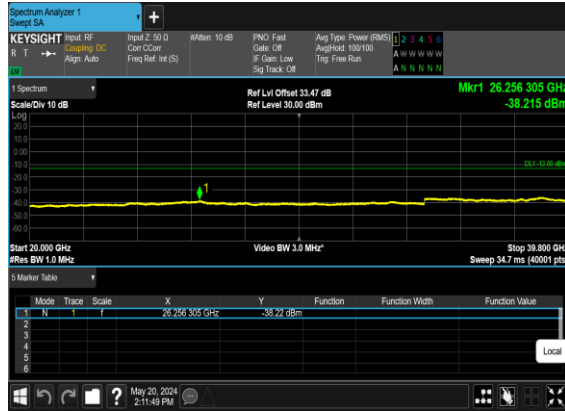 Spectrum Analyzer 1
Swept SA
+
KEYSIGHT Input: RF Input Z: 50 Ω #Atten: 10 dB PNO: Fast Avg Type: Power (RMS) 1 2 3 4 5 6
R T Coupling: DC Corr CCorr Gate: Off Avg|Hold: 100/100 A W W W W W
Align: Auto Freq Ref: Int (S) IF Gain: Low Trig: Free Run
Sig Track: Off A N N N N N
1 Spectrum Ref Lvl Offset 33.47 dB Mkr1 26.256 305 GHz
Scale/Div 10 dB Ref Level 30.00 dBm -38.215 dBm
Log
20.0
10.0
0.00
-10.0 DL1 -13.00 dBm
-20.0
-30.0 1
-40.0
-50.0
-60.0
Start 20.000 GHz Video BW 3.0 MHz* Stop 39.800 GHz
#Res BW 1.0 MHz Sweep 34.7 ms (40001 pts
5 Marker Table
Mode Trace Scale X Y Function Function Width Function Value
1 N 1 f 26.256 305 GHz -38.22 dBm
2
3
4
5
6
Local
? May 20, 2024
2:11:49 PM